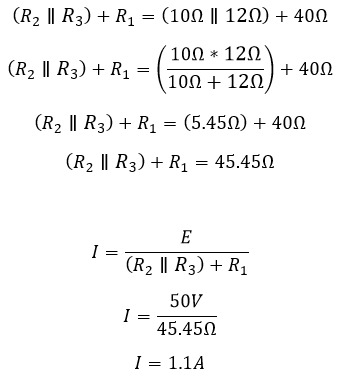 (R₂ ∥ R₃) + R₁ = (10Ω ∥ 12Ω) + 40Ω
(R₂ ∥ R₃) + R₁ = (10Ω * 12Ω / 10Ω + 12Ω) + 40Ω
(R₂ ∥ R₃) + R₁ = (5.45Ω) + 40Ω
(R₂ ∥ R₃) + R₁ = 45.45Ω
I = E / (R₂ ∥ R₃) + R₁
I = 50V / 45.45Ω
I = 1.1A